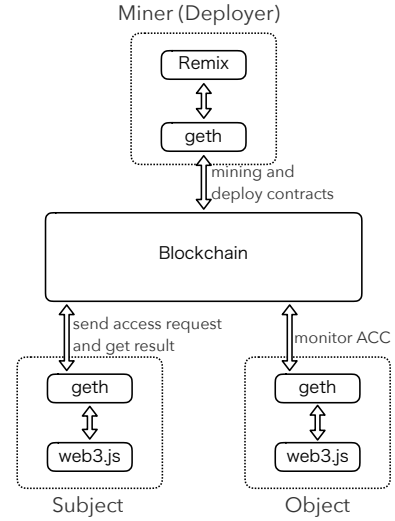 Miner (Deployer)
Remix
geth
mining and
deploy contracts
Blockchain
send access request
and get result
monitor ACC
geth
geth
web3.js
web3.js
Subject
Object